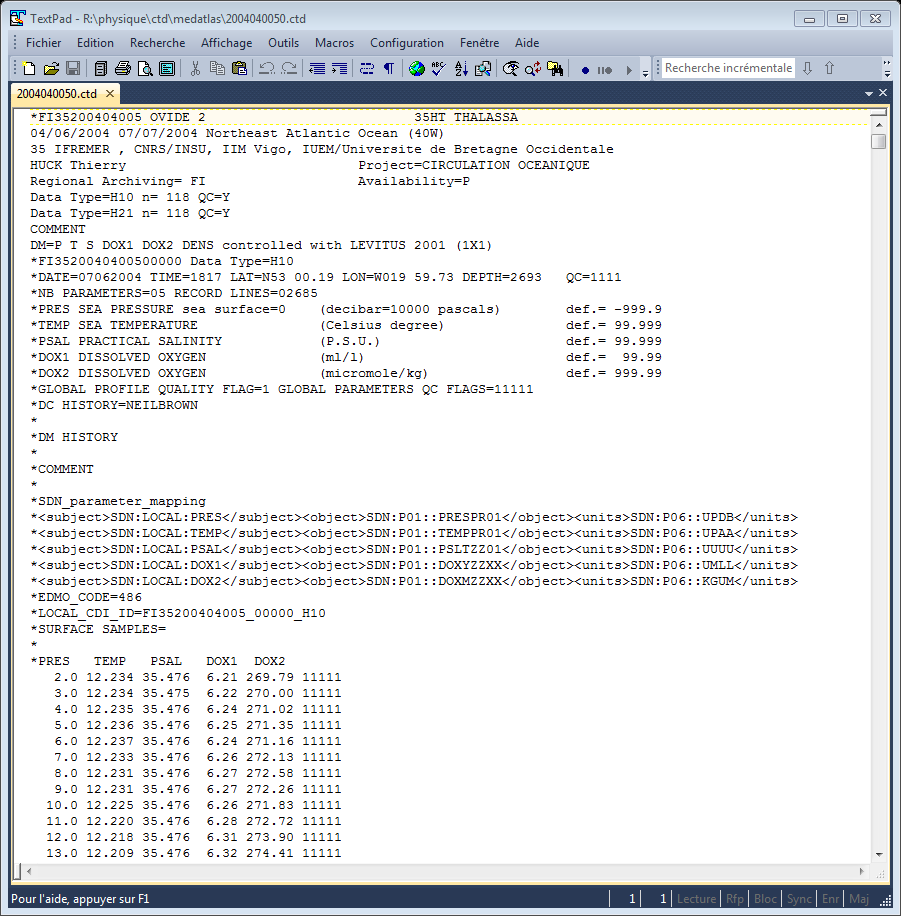 TextPad - R:\physique\ctd\medatlas\2004040050.ctd
Fichier Edition Recherche Affichage Outils Macros Configuration Fenêtre Aide
Recherche incrémentale
2004040050.ctd
*FI35200404005 OVIDE 2 35HT THALASSA
04/06/2004 07/07/2004 Northeast Atlantic Ocean (40W)
35 IFREMER , CNRS/INSU, IIM Vigo, IUEM/Universite de Bretagne Occidentale
HUCK Thierry Project=CIRCULATION OCEANIQUE
Regional Archiving= FI Availability=P
Data Type=H10 n= 118 QC=Y
Data Type=H21 n= 118 QC=Y
COMMENT
DM=P T S DOX1 DOX2 DENS controlled with LEVITUS 2001 (1X1)
*FI35200400500000 Data Type=H10
*DATE=07062004 TIME=1817 LAT=N53 00.19 LON=W019 59.73 DEPTH=2693 QC=1111
*NB PARAMETERS=05 RECORD LINES=02685
*PRES SEA PRESSURE sea surface=0 (decibar=10000 pascals) def.= -999.9
*TEMP SEA TEMPERATURE (Celsius degree) def.= 99.999
*PSAL PRACTICAL SALINITY (P.S.U.) def.= 99.999
*DOX1 DISSOLVED OXYGEN (ml/l) def.= 99.99
*DOX2 DISSOLVED OXYGEN (micromole/kg) def.= 999.99
*GLOBAL PROFILE QUALITY FLAG=1 GLOBAL PARAMETERS QC FLAGS=11111
*DC HISTORY=NEILBROWN
*
*DM HISTORY
*
*COMMENT
*
*SDN_parameter_mapping
*<subject>SDN:LOCAL:PRES</subject><object>SDN:P01::PRESPR01</object><units>SDN:P06::UPDB</units>
*<subject>SDN:LOCAL:TEMP</subject><object>SDN:P01::TEMPPR01</object><units>SDN:P06::UPAA</units>
*<subject>SDN:LOCAL:PSAL</subject><object>SDN:P01::PSLTZZ01</object><units>SDN:P06::UUUU</units>
*<subject>SDN:LOCAL:DOX1</subject><object>SDN:P01::DOXYZZXX</object><units>SDN:P06::UMLL</units>
*<subject>SDN:LOCAL:DOX2</subject><object>SDN:P01::DOXMZZXX</object><units>SDN:P06::KGUM</units>
*EDMO_CODE=486
*LOCAL_CDI_ID=FI35200404005_00000_H10
*SURFACE SAMPLES=
*
*PRES TEMP PSAL DOX1 DOX2
2.0 12.234 35.476 6.21 269.79 11111
3.0 12.234 35.475 6.22 270.00 11111
4.0 12.235 35.476 6.24 271.02 11111
5.0 12.236 35.476 6.25 271.35 11111
6.0 12.237 35.476 6.24 271.16 11111
7.0 12.233 35.476 6.26 272.13 11111
8.0 12.231 35.476 6.27 272.58 11111
9.0 12.231 35.476 6.27 272.26 11111
10.0 12.225 35.476 6.26 271.83 11111
11.0 12.220 35.476 6.28 272.72 11111
12.0 12.218 35.476 6.31 273.90 11111
13.0 12.209 35.476 6.32 274.41 11111
Pour l'aide, appuyer sur F1 1 1 Lecture Rfp Bloc Sync Enr Maj